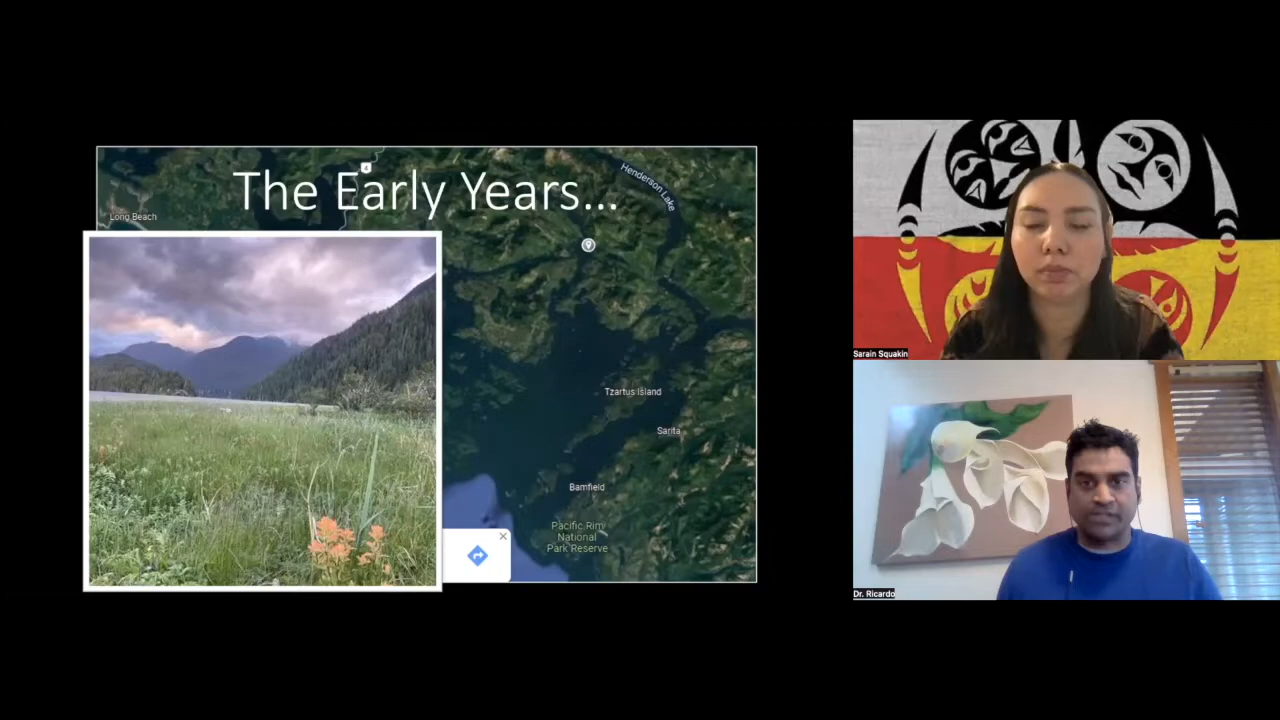 The Early Years...
Henderson Lake
Long Beach
Tzartus Island
Sarita
Bamfield
Pacific Rim
National
Park Reserve
Sarain Squakin
Dr. Ricardo